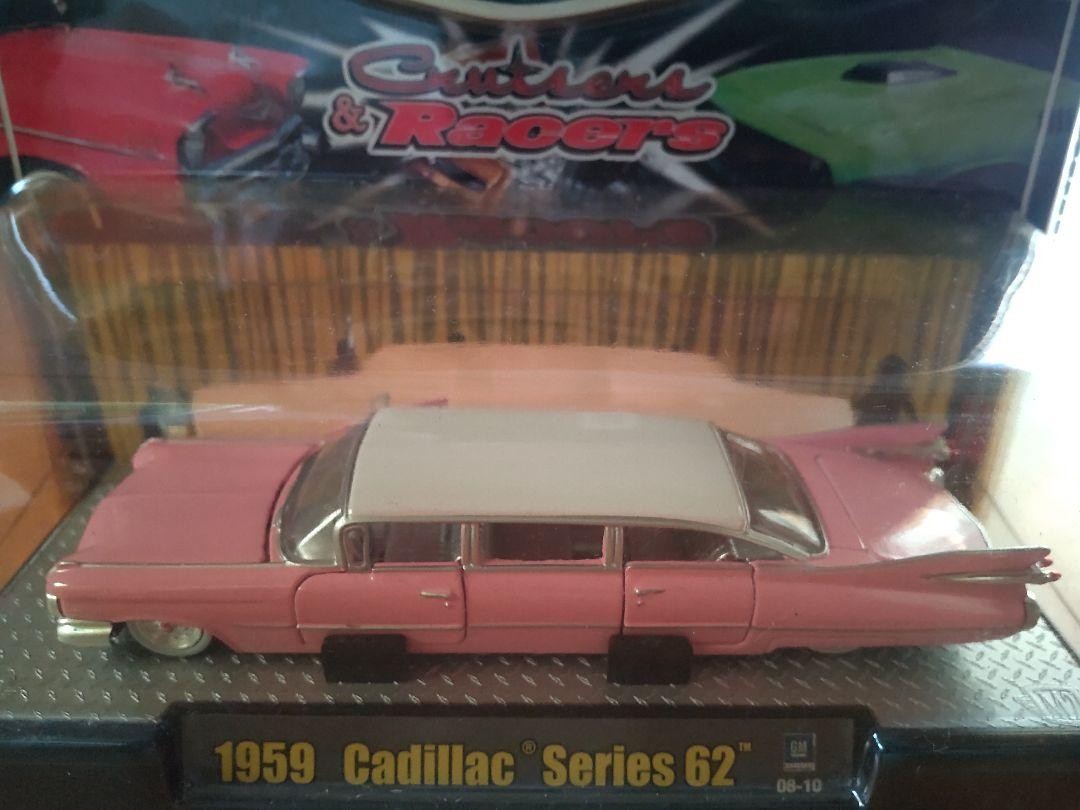 Cruisers
& Racers
1959 Cadillac® Series 62™
GM
08-10